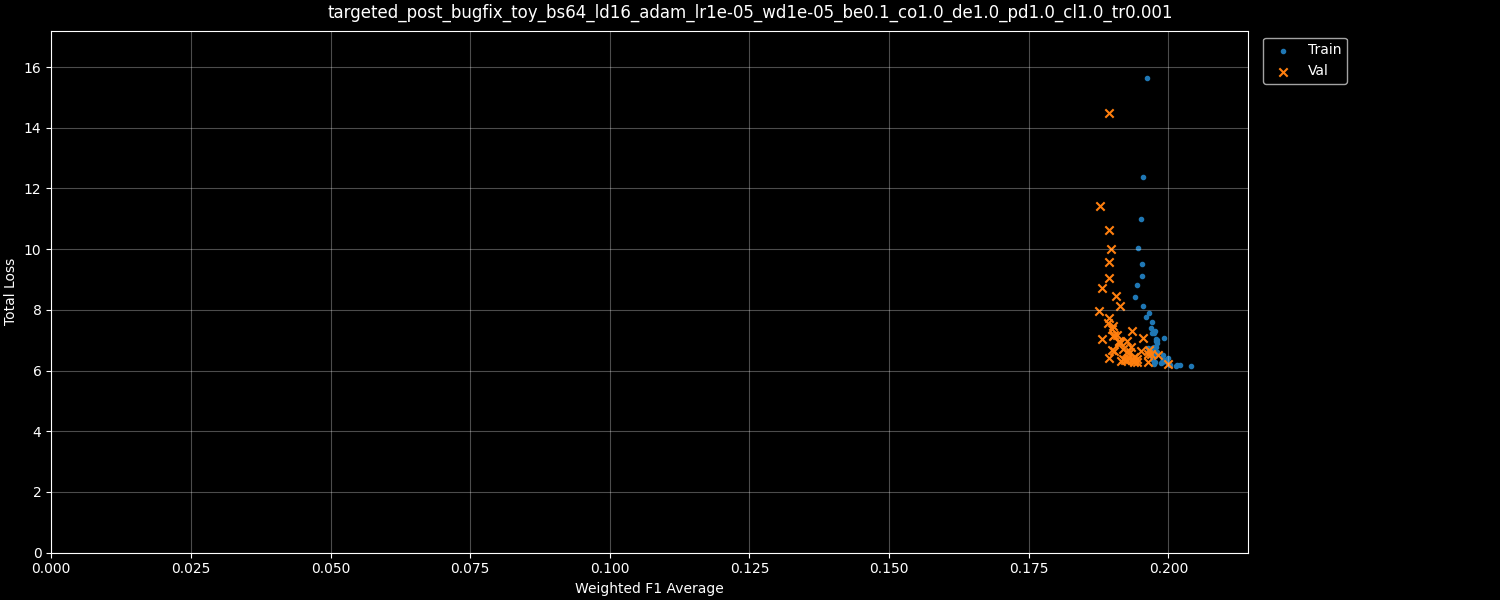 targeted_post_bugfix_toy_bs64_ld16_adam_lr1e-05_wd1e-05_be0.1_co1.0_de1.0_pd1.0_cl1.0_tr0.001
Train
Val
16
14
12
10
8
6
4
2
0
Total Loss
0.000 0.025 0.050 0.075 0.100 0.125 0.150 0.175 0.200
Weighted F1 Average